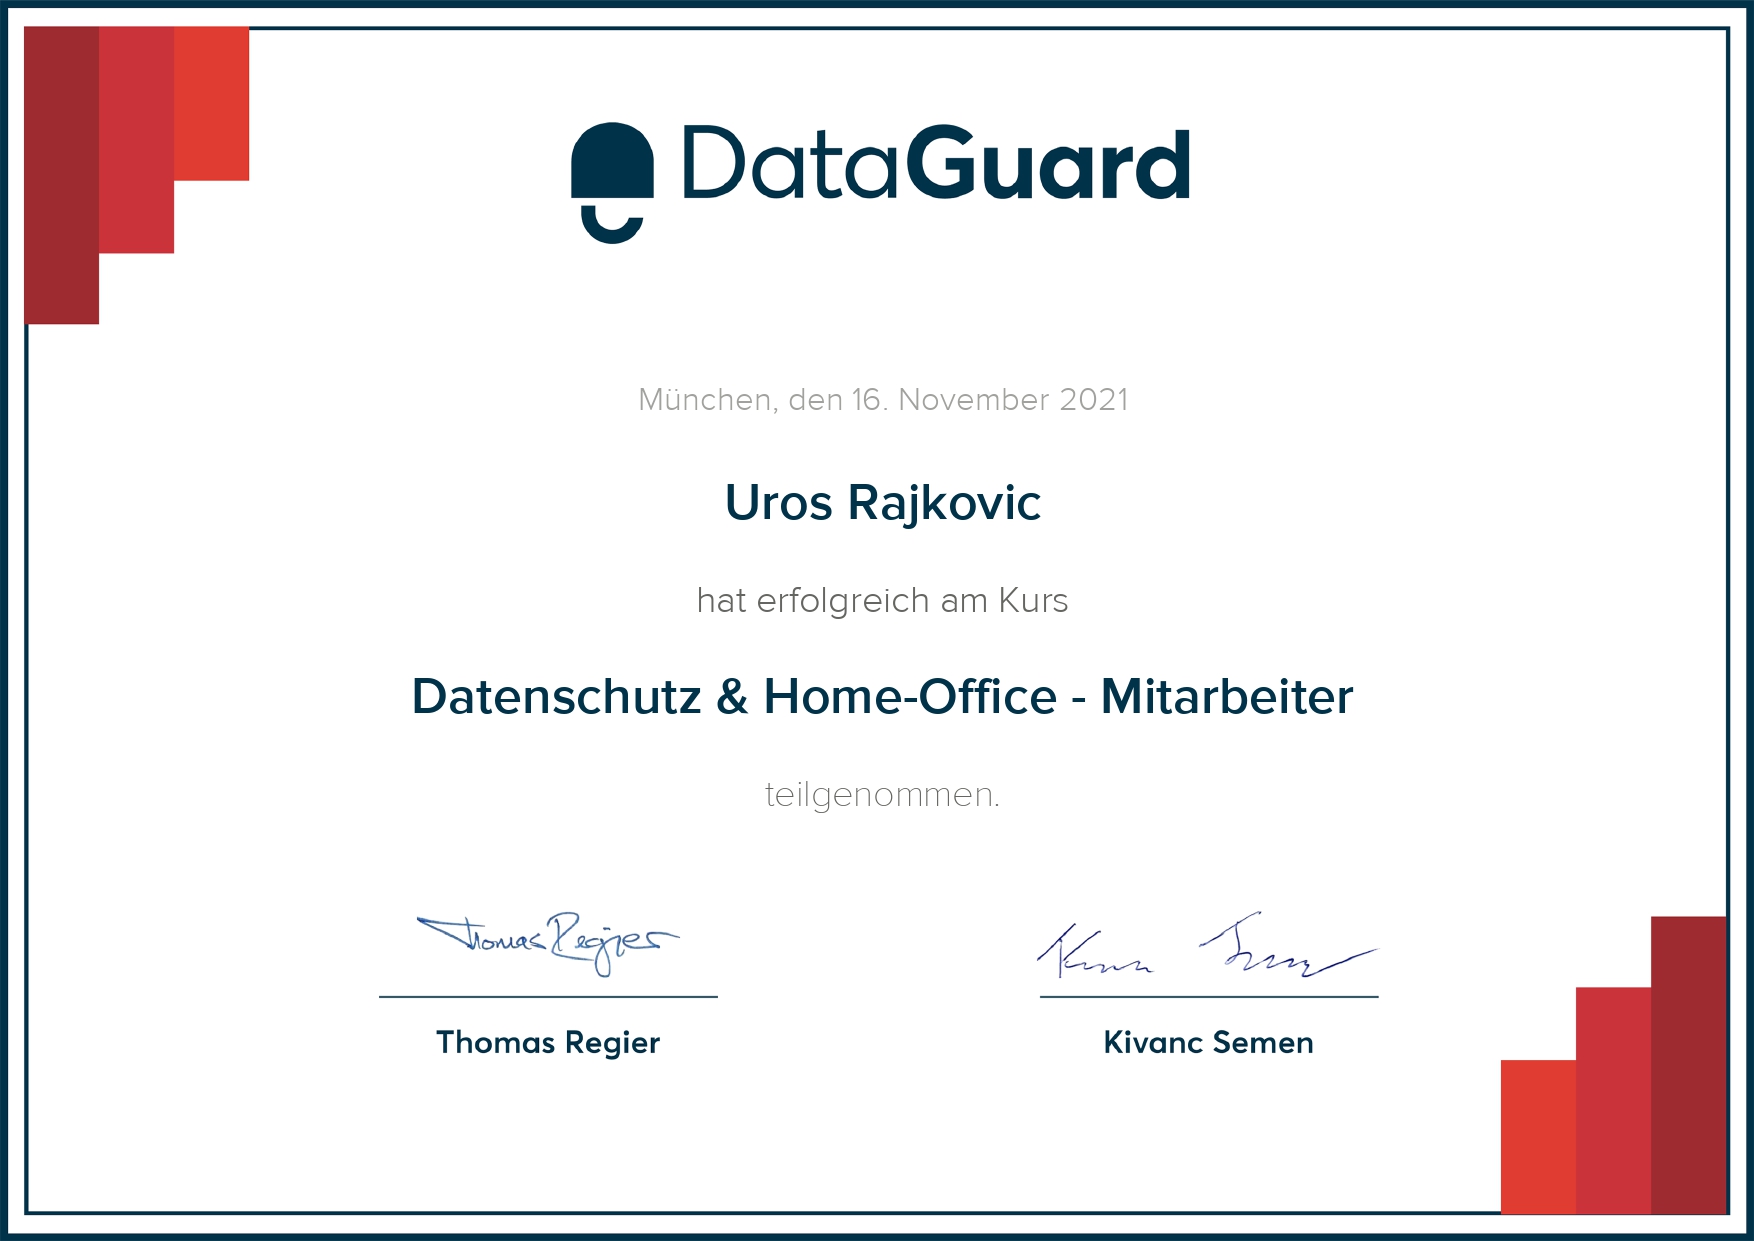 DataGuard
München, den 16. November 2021
Uros Rajkovic
hat erfolgreich am Kurs
Datenschutz & Home-Office - Mitarbeiter
teilgenommen.
Thomas Regier
Thomas Regier
Kivanc Semen